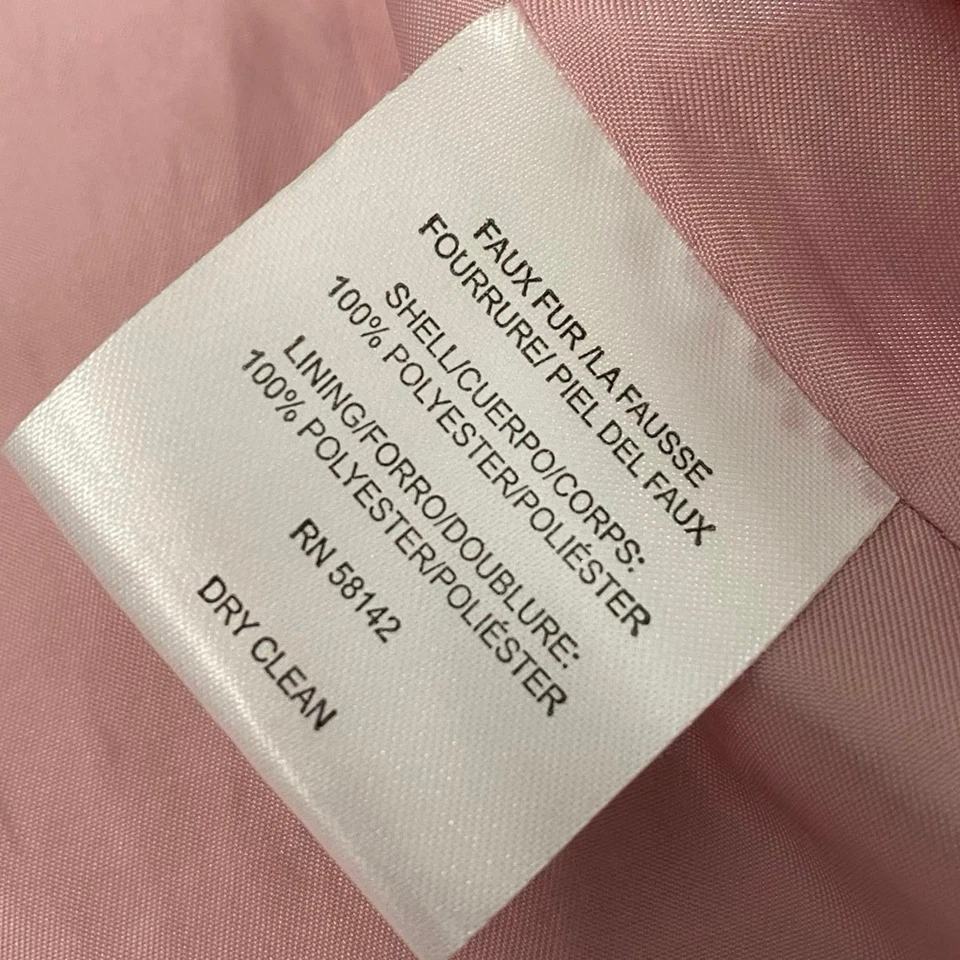 FAUX FUR /LA FAUSSE
FOURRURE/ PIEL DEL FAUX
SHELL/CUERPO/CORPS:
100% POLYESTER/POLIÉSTER
LINING/FORRO/DOUBLURE:
100% POLYESTER/POLIÉSTER
RN 58142
DRY CLEAN